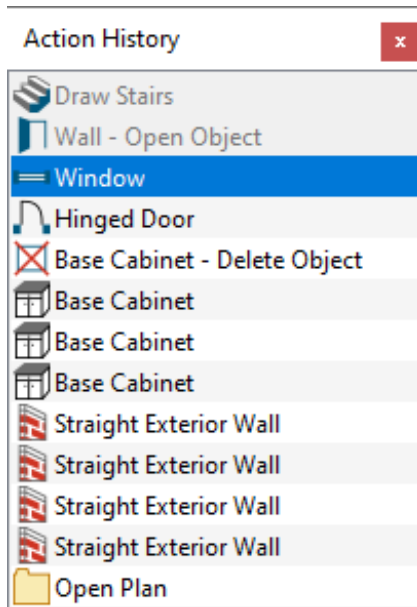 Action History
x
Draw Stairs
Wall - Open Object
Window
Hinged Door
Base Cabinet - Delete Object
Base Cabinet
Base Cabinet
Base Cabinet
Straight Exterior Wall
Straight Exterior Wall
Straight Exterior Wall
Straight Exterior Wall
Open Plan